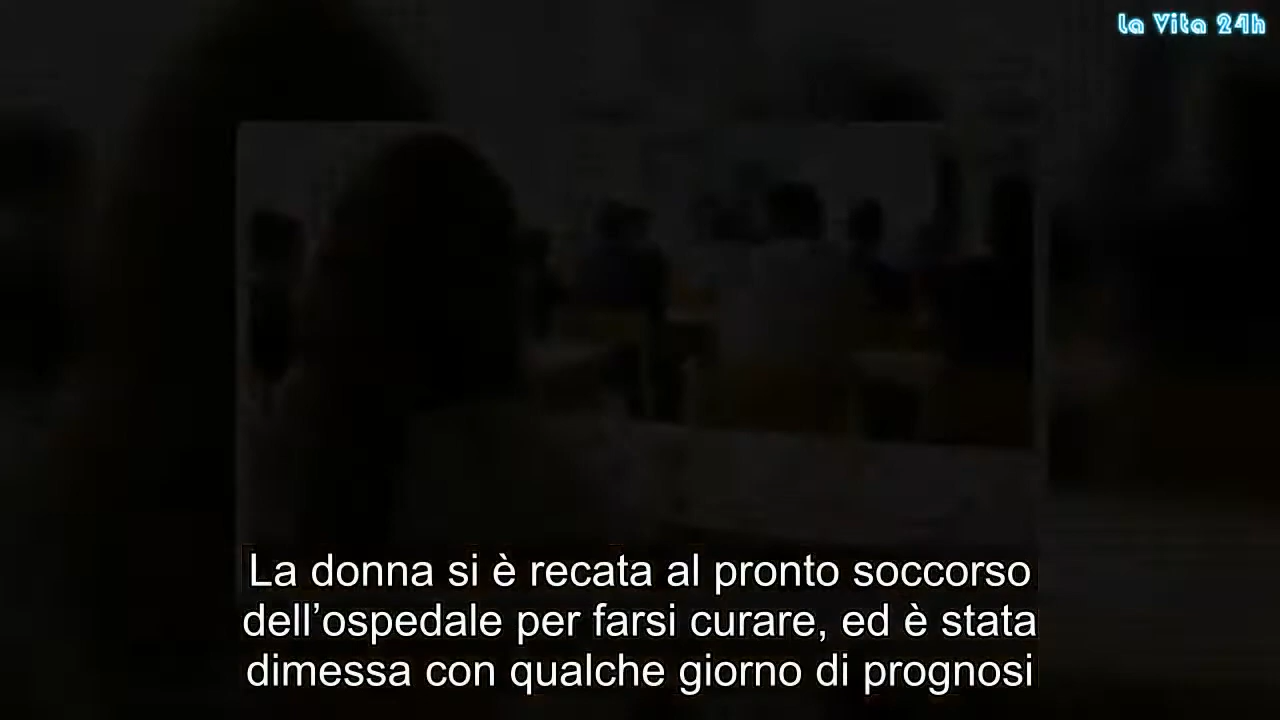 La Vita 24h
La donna si è recata al pronto soccorso
dell’ospedale per farsi curare, ed è stata
dimessa con qualche giorno di prognosi